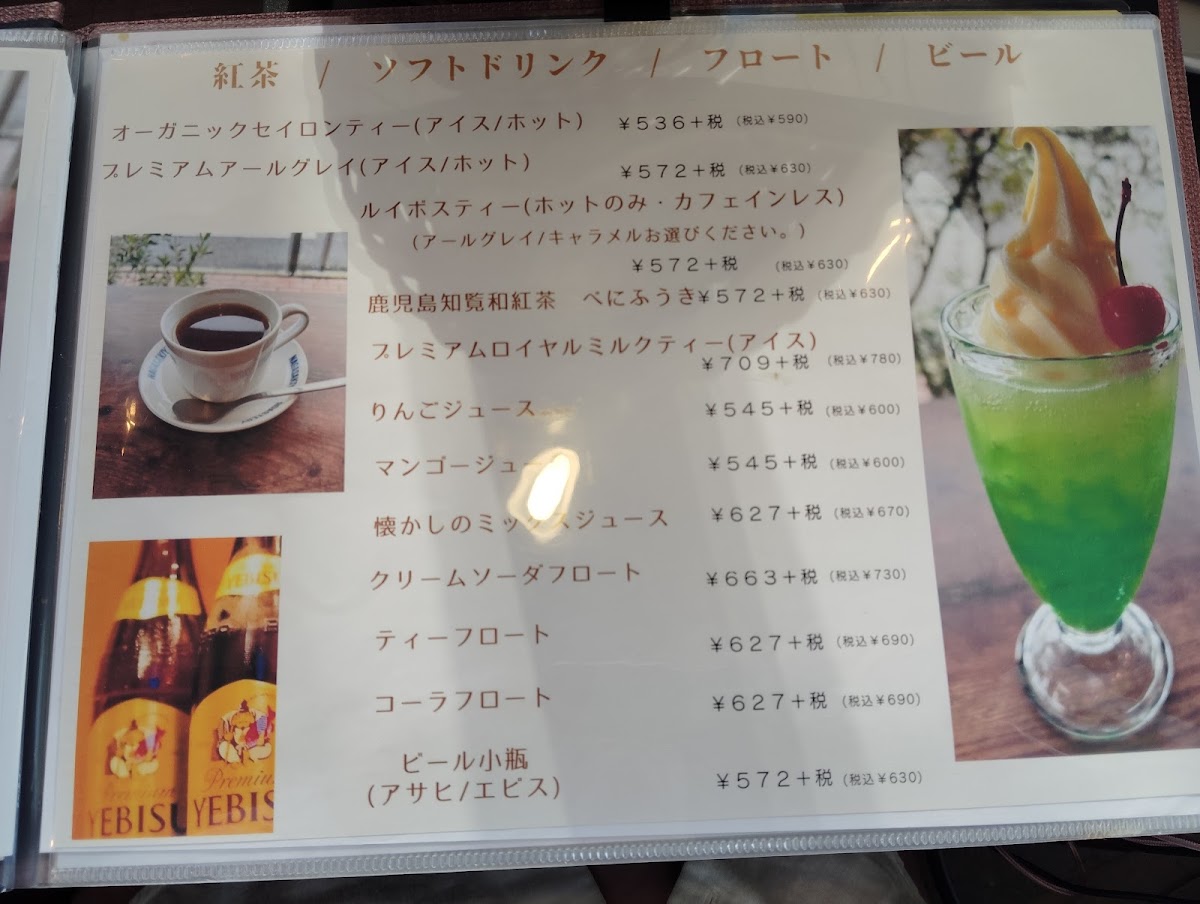 紅茶 / ソフトドリンク / フロート / ビール
オーガニックセイロンティー(アイス/ホット) ¥536+税 (税込¥590)
プレミアムアールグレイ(アイス/ホット) ¥572+税 (税込¥630)
ルイボスティー(ホットのみ・カフェインレス)
(アールグレイ/キャラメルお選びください。)
¥572+税 (税込¥630)
鹿児島知覧和紅茶 べにふうき¥572+税 (税込¥630)
プレミアムロイヤルミルクティー(アイス)
¥709+税 (税込¥780)
りんごジュース ¥545+税 (税込¥600)
マンゴージュース ¥545+税 (税込¥600)
懐かしのミックスジュース ¥627+税 (税込¥670)
クリームソーダフロート ¥663+税 (税込¥730)
ティーフロート ¥627+税 (税込¥690)
コーラフロート ¥627+税 (税込¥690)
ビール小瓶
(アサヒ/エビス) ¥572+税 (税込¥630)
YEBISU
Premium Premium
YEBISU YEBIS